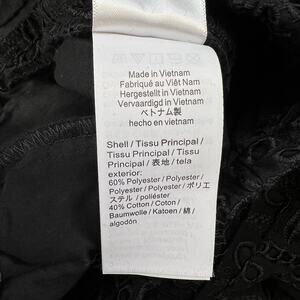 Made in Vietnam
Fabriqué au Viêt Nam
Hergestellt in Vietnam
Vervaardigd in Vietnam
ベトナム製
hecho en vietnam
Shell / Tissu Principal /
Tissu Principal / Tissu
Principal / 表地 / tela
exterior:
60% Polyester / Polyester /
Polyester / Polyester / ポリエ
ステル / poliéster
40% Cotton / Coton /
Baumwolle / Katoen / 綿 /
algodón